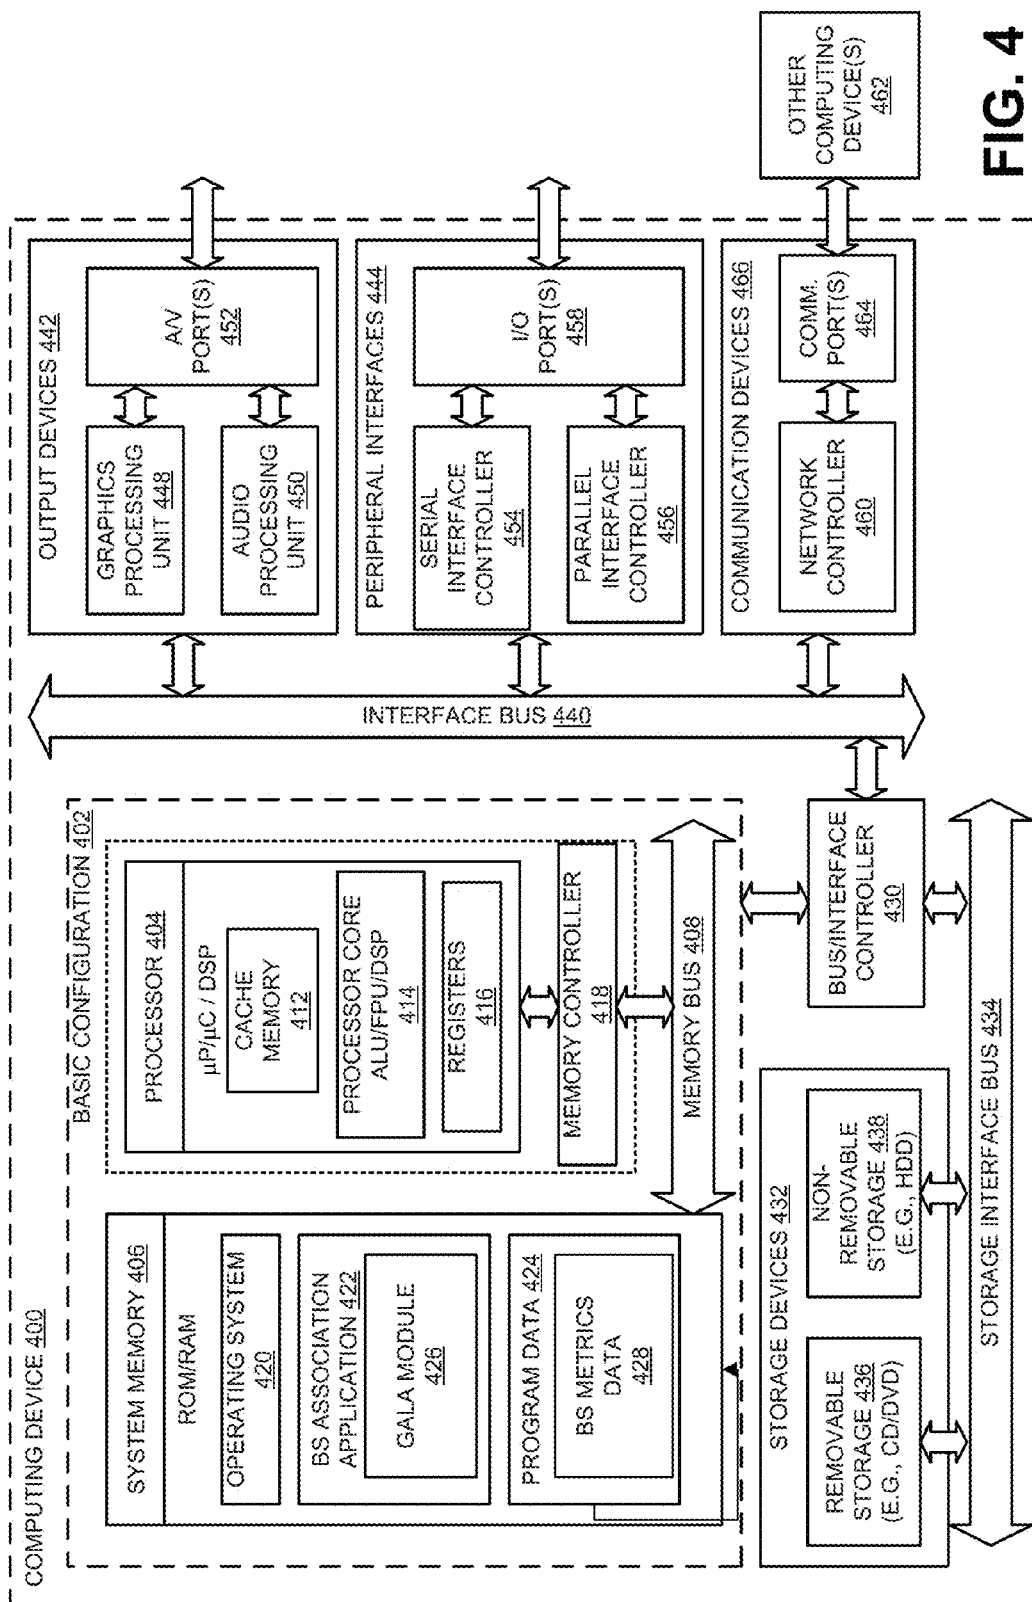 COMPUTING DEVICE 400
BASIC CONFIGURATION 402
SYSTEM MEMORY 406
ROM/RAM
OPERATING SYSTEM
420
BS ASSOCIATION
APPLICATION 422
GALA MODULE
426
PROGRAM DATA 424
BS METRICS
DATA
428
PROCESSOR 404
µP/µC / DSP
CACHE
MEMORY
412
PROCESSOR CORE
ALU/FPU/DSP
414
REGISTERS
416
MEMORY CONTROLLER
418
MEMORY BUS 408
STORAGE DEVICES 432
REMOVABLE
STORAGE 436
(E.G., CD/DVD)
NON-
REMOVABLE
STORAGE 438
(E.G., HDD)
BUS/INTERFACE
CONTROLLER
430
STORAGE INTERFACE BUS 434
INTERFACE BUS 440
OUTPUT DEVICES 442
GRAPHICS
PROCESSING
UNIT 448
AUDIO
PROCESSING
UNIT 450
A/V
PORT(S)
452
PERIPHERAL INTERFACES 444
SERIAL
INTERFACE
CONTROLLER
454
PARALLEL
INTERFACE
CONTROLLER
456
I/O
PORT(S)
458
COMMUNICATION DEVICES 466
NETWORK
CONTROLLER
460
COMM.
PORT(S)
464
OTHER
COMPUTING
DEVICE(S)
462
FIG. 4